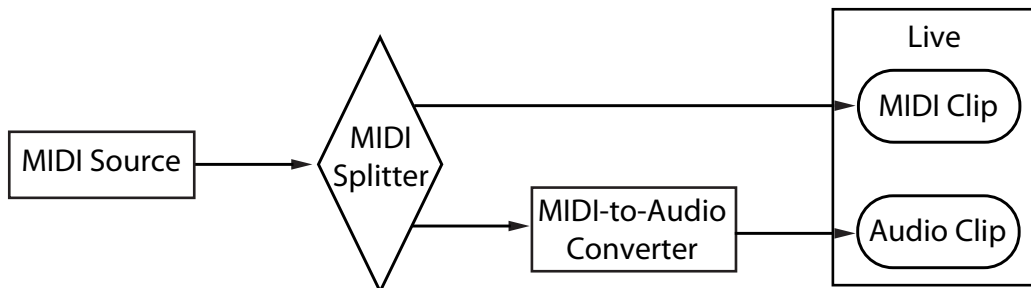 Live
MIDI Clip
MIDI Source
MIDI
Splitter
MIDI-to-Audio
Converter
Audio Clip